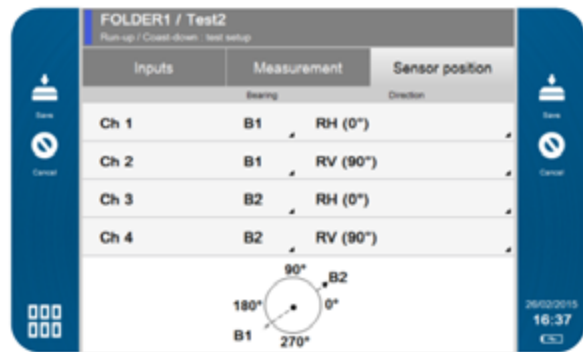 FOLDER1 / Test2
Run-up / Coast-down : test setup
Inputs Measurement Sensor position
Bearing Direction
Save Save
Cancel Cancel
Ch 1 B1 RH (0°)
Ch 2 B1 RV (90°)
Ch 3 B2 RH (0°)
Ch 4 B2 RV (90°)
90°
B2
180° 0°
B1 270°
26/02/2015
16:37